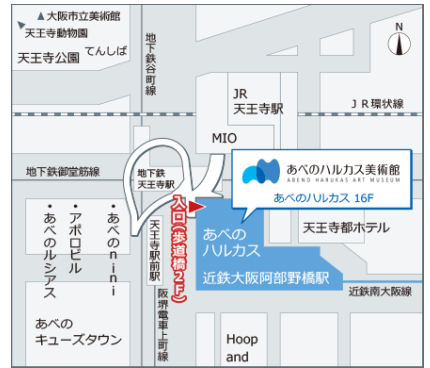 ▲大阪市立美術館
天王寺動物園
天王寺公園
てんしば
地下鉄谷町線
N
JR
天王寺駅
JR環状線
MIO
地下鉄御堂筋線
地下鉄
天王寺駅
あべのハルカス美術館
ABENO HARUKAS ART MUSEUM
あべのハルカス 16F
入口(歩道橋2F)
・あべのnini
・アポロビル
・あべのルシアス
天王寺駅前駅
あべの
ハルカス
天王寺都ホテル
近鉄大阪阿部野橋駅
近鉄南大阪線
阪堺電車上町線
あべの
キューズタウン
Hoop
and